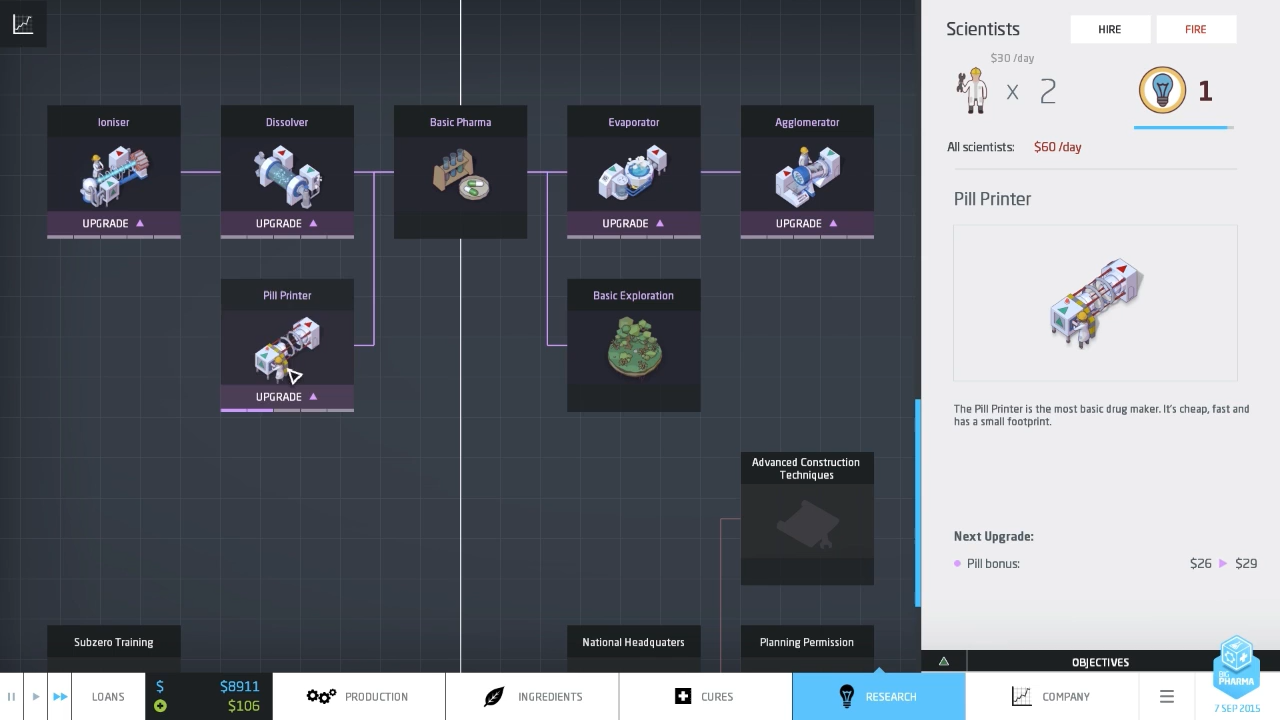 Scientists
HIRE
FIRE
$30 /day
X 2
1
All scientists: $60 /day
Ioniser
Dissolver
Basic Pharma
Evaporator
Agglomerator
UPGRADE
UPGRADE
UPGRADE
UPGRADE
Pill Printer
Basic Exploration
UPGRADE
Pill Printer
The Pill Printer is the most basic drug maker. It's cheap, fast and
has a small footprint.
Advanced Construction
Techniques
Next Upgrade:
Pill bonus: $26 $29
Subzero Training
National Headquaters
Planning Permission
OBJECTIVES
LOANS
$ $8911
$106
PRODUCTION
INGREDIENTS
CURES
RESEARCH
COMPANY
BIG
PHARMA
7 SEP 2015